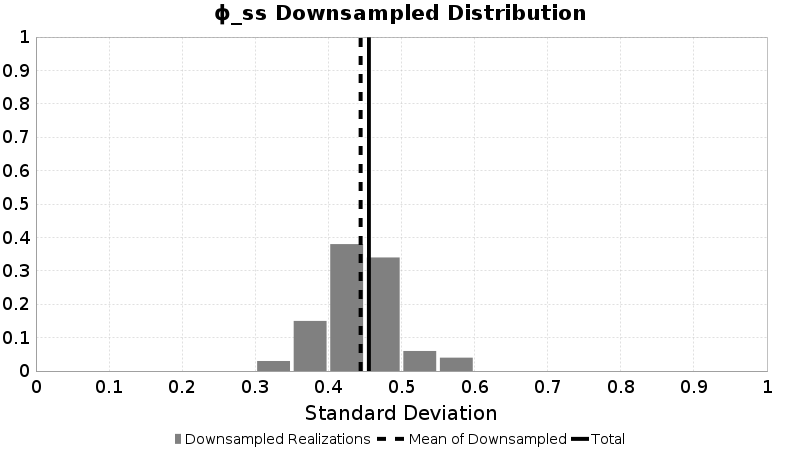 ϕ_ss Downsampled Distribution
1
0.9
0.8
0.7
0.6
0.5
0.4
0.3
0.2
0.1
0
0 0.1 0.2 0.3 0.4 0.5 0.6 0.7 0.8 0.9 1
Standard Deviation
Downsampled Realizations Mean of Downsampled Total